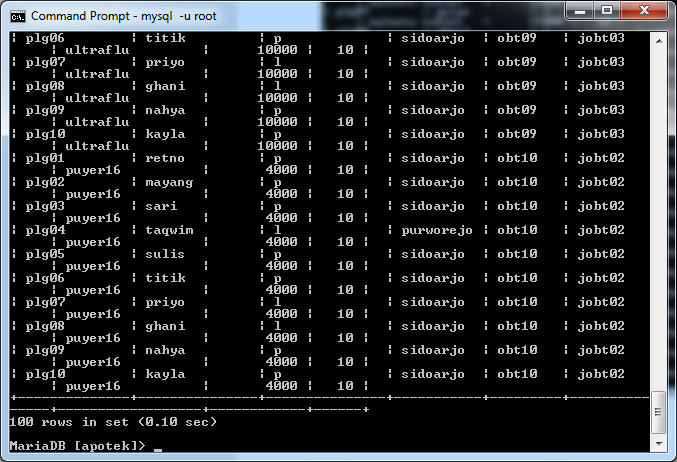 Command Prompt - mysql -u root
| plg06 | titik | p | sidoarjo | obt09 | jobt03
| ultraflu | 10000 | 10 |
| plg07 | priyo | l | sidoarjo | obt09 | jobt03
| ultraflu | 10000 | 10 |
| plg08 | ghani | l | sidoarjo | obt09 | jobt03
| ultraflu | 10000 | 10 |
| plg09 | nahya | p | sidoarjo | obt09 | jobt03
| ultraflu | 10000 | 10 |
| plg10 | kayla | p | sidoarjo | obt09 | jobt03
| ultraflu | 10000 | 10 |
| plg01 | retno | p | sidoarjo | obt10 | jobt02
| puyer16 | 4000 | 10 |
| plg02 | mayang | p | sidoarjo | obt10 | jobt02
| puyer16 | 4000 | 10 |
| plg03 | sari | p | sidoarjo | obt10 | jobt02
| puyer16 | 4000 | 10 |
| plg04 | taqwim | l | purworejo | obt10 | jobt02
| puyer16 | 4000 | 10 |
| plg05 | sulis | p | sidoarjo | obt10 | jobt02
| puyer16 | 4000 | 10 |
| plg06 | titik | p | sidoarjo | obt10 | jobt02
| puyer16 | 4000 | 10 |
| plg07 | priyo | l | sidoarjo | obt10 | jobt02
| puyer16 | 4000 | 10 |
| plg08 | ghani | l | sidoarjo | obt10 | jobt02
| puyer16 | 4000 | 10 |
| plg09 | nahya | p | sidoarjo | obt10 | jobt02
| puyer16 | 4000 | 10 |
| plg10 | kayla | p | sidoarjo | obt10 | jobt02
| puyer16 | 4000 | 10 |
100 rows in set (0.10 sec)
MariaDB [apotek]> _